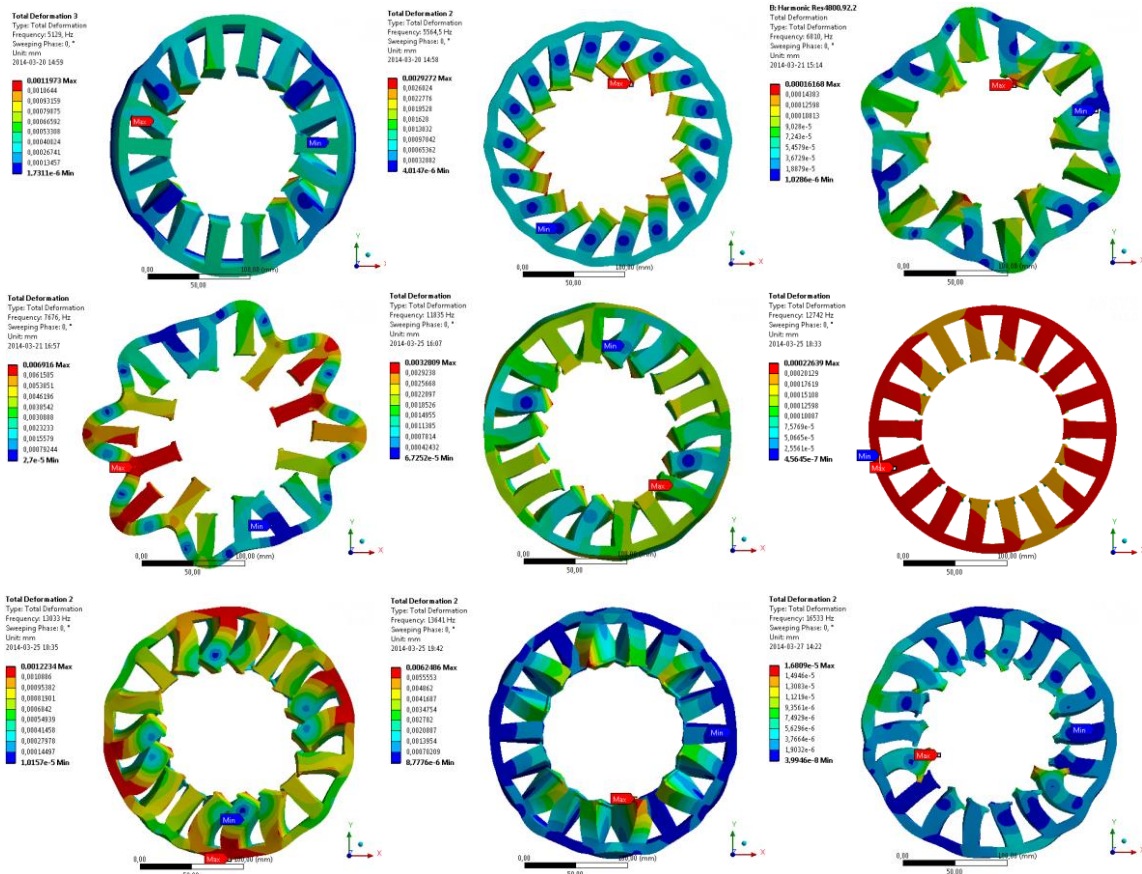 Total Deformation 3
Type: Total Deformation
Frequency: 5129, Hz
Sweeping Phase: 0, °
Unit: mm
2014-03-20 14:59
0.0011973 Max
0,0010644
0,00093159
0,00079875
0,00066592
0,00053308
0,00040024
0,00026741
0,00013457
1,7311e-6 Min
Max
Min
0,00
100,00 (mm)
50,00
Y
Total Deformation 2
Type: Total Deformation
Frequency: 5564,5 Hz
Sweeping Phase: 0, °
Unit: mm
2014-03-20 14:58
0.0029272 Max
0,0026024
0,0022776
0,0019528
0,001628
0,0013032
0,00097842
0,00065362
0,00032882
4,0147e-6 Min
Max
Min
0,00
100,00 (mm)
50,00
Y
X
B: Harmonic Res4800.92.2
Type: Total Deformation
Frequency: 6010, Hz
Sweeping Phase: 0, °
Unit: mm
2014-03-21 15:14
0.00016168 Max
0,00014383
0,00012598
0,00010813
9,028e-5
7,243e-5
5,4579e-5
3,6729e-5
1,8879e-5
1,0286e-6 Min
Max
Min
0,00
100,00 (mm)
50,00
Y
X
Total Deformation
Type: Total Deformation
Frequency: 7676, Hz
Sweeping Phase: 0, °
Unit: mm
2014-03-21 16:57
0.006916 Max
0,0061505
0,0053851
0,0046196
0,0038542
0,0030888
0,0023233
0,0015579
0,00079244
2,7e-5 Min
Max
Min
0,00
100,00 (mm)
50,00
Y
X
Total Deformation
Type: Total Deformation
Frequency: 11035 Hz
Sweeping Phase: 0, °
Unit: mm
2014-03-25 16:07
0.0032809 Max
0,0029238
0,0025668
0,0022097
0,0018526
0,0014955
0,0011385
0,0007814
0,00042432
6,7252e-5 Min
Min
Max
0,00
100,00 (mm)
50,00
Y
X
Total Deformation
Type: Total Deformation
Frequency: 12742 Hz
Sweeping Phase: 0, °
Unit: mm
2014-03-25 18:33
0.00022639 Max
0,00020129
0,00017619
0,00015108
0,00012598
0,00010087
7,5769e-5
5,0665e-5
2,5561e-5
4,5645e-7 Min
Min
Max
0,00
100,00 (mm)
50,00
Y
X
Total Deformation 2
Type: Total Deformation
Frequency: 13033 Hz
Sweeping Phase: 0, °
Unit: mm
2014-03-25 18:35
0.0012234 Max
0,0010886
0,00095382
0,00081901
0,0006842
0,00054939
0,00041458
0,00027978
0,00014497
1,0157e-5 Min
Min
Max
0,00
100,00 (mm)
Y
X
Total Deformation 2
Type: Total Deformation
Frequency: 13641 Hz
Sweeping Phase: 0, °
Unit: mm
2014-03-25 19:42
0.0062486 Max
0,0055553
0,004862
0,0041687
0,0034754
0,002782
0,0020887
0,0013954
0,00070209
8,7776e-6 Min
Min
Max
0,00
100,00 (mm)
Y
X
Total Deformation 2
Type: Total Deformation
Frequency: 16533 Hz
Sweeping Phase: 0, °
Unit: mm
2014-03-27 14:22
1.6809e-5 Max
1,4946e-5
1,3083e-5
1,1219e-5
9,3561e-6
7,4929e-6
5,6296e-6
3,7664e-6
1,9032e-6
3,9946e-8 Min
Min
Max
0,00
100,00 (mm)
50,00
Y
X